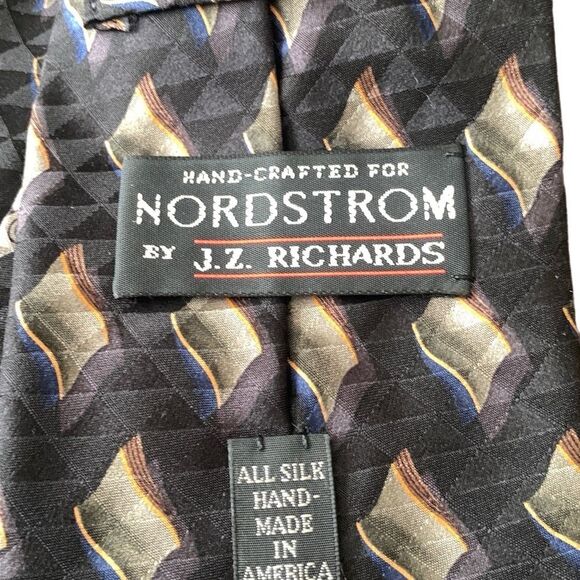 HAND-CRAFTED FOR
NORDSTROM
BY J.Z. RICHARDS
ALL SILK
HAND-
MADE
IN
AMERICA